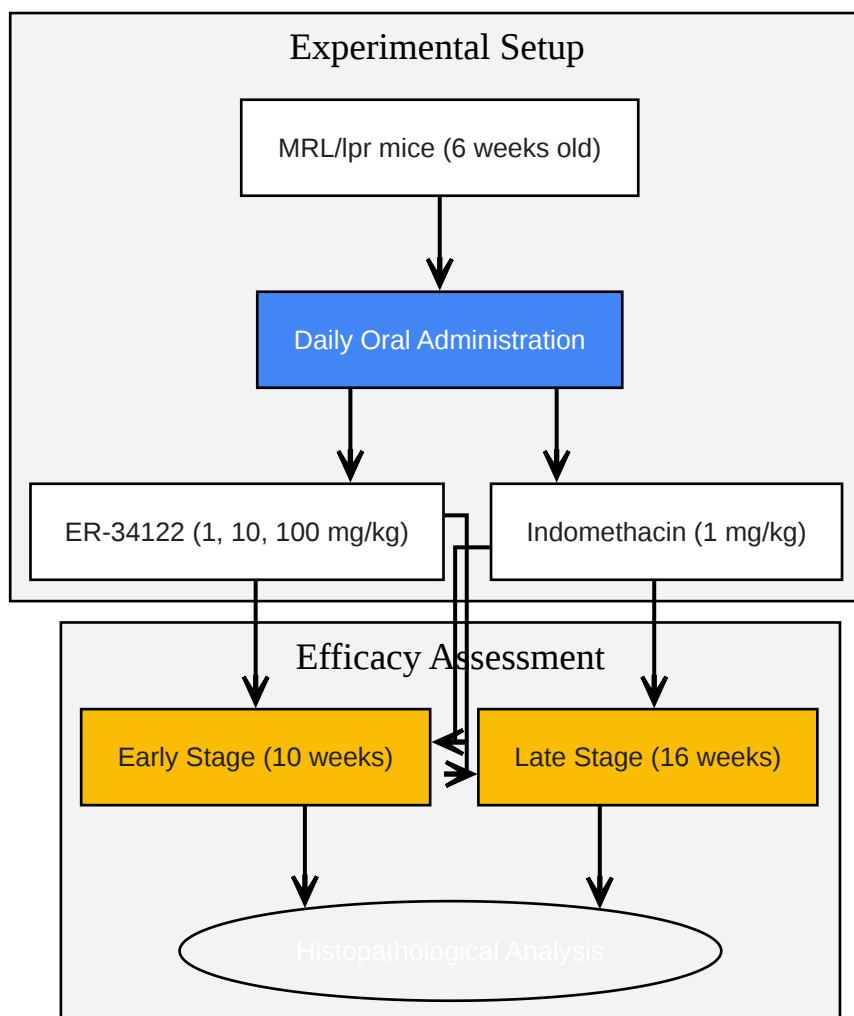 Experimental Setup
MRL/lpr mice (6 weeks old)
Daily Oral Administration
ER-34122 (1, 10, 100 mg/kg)
Indomethacin (1 mg/kg)
Efficacy Assessment
Early Stage (10 weeks)
Late Stage (16 weeks)
Histopathological Analysis